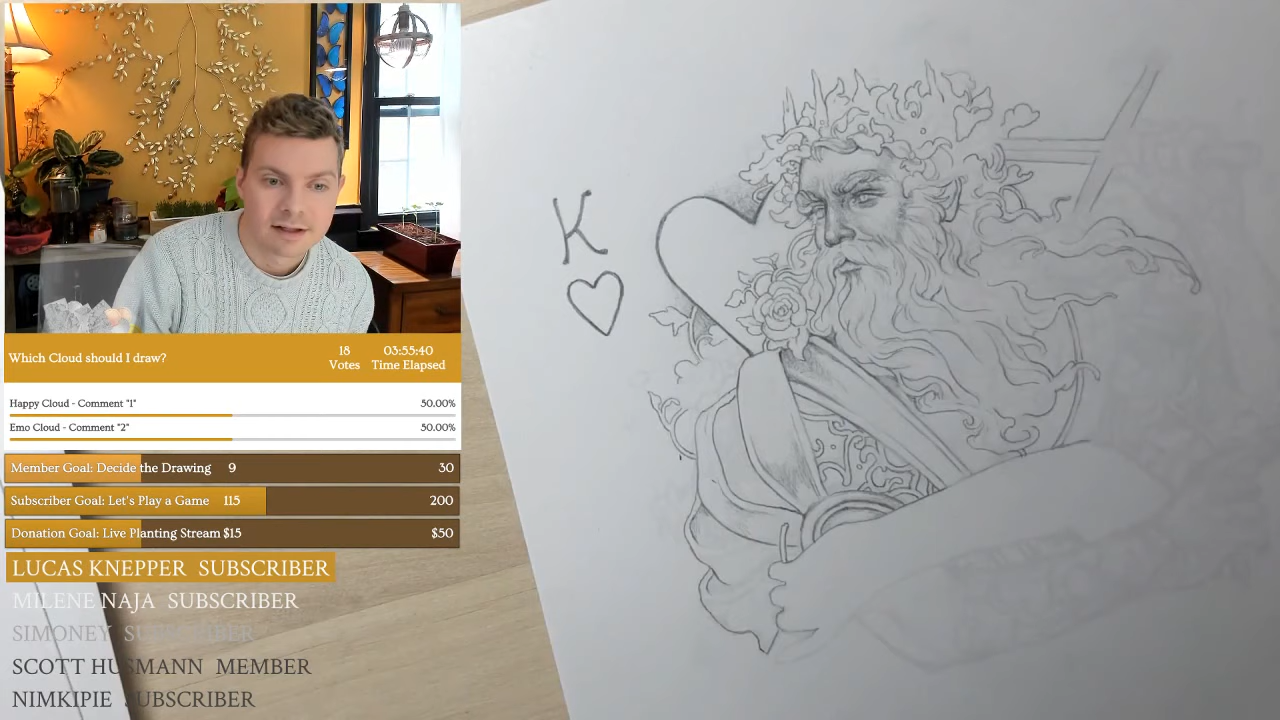 Which Cloud should I draw?
18 Votes
03:55:40 Time Elapsed
Happy Cloud - Comment "1" 50.00%
Emo Cloud - Comment "2" 50.00%
Member Goal: Decide the Drawing 9 30
Subscriber Goal: Let's Play a Game 115 200
Donation Goal: Live Planting Stream $15 $50
LUCAS KNEPPER SUBSCRIBER
MILENE NAJA SUBSCRIBER
SIMONEY SUBSCRIBER
SCOTT HUSMANN MEMBER
NIMKIPIE SUBSCRIBER
K